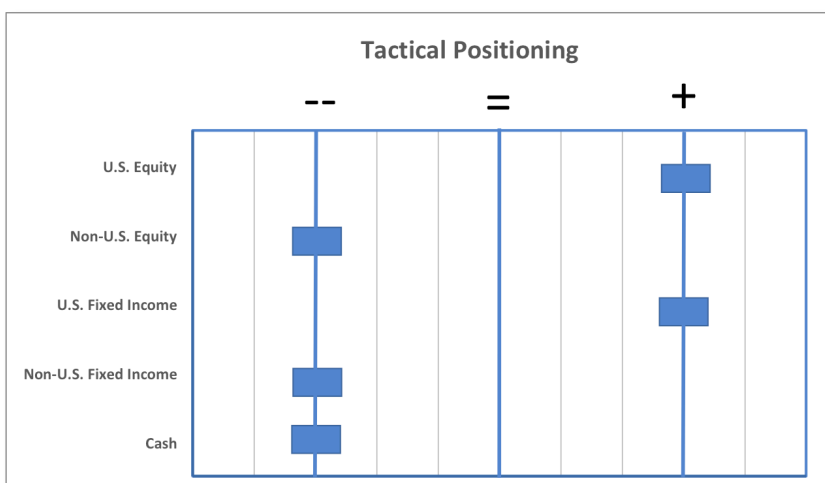 Tactical Positioning
-- = +
U.S. Equity
Non-U.S. Equity
U.S. Fixed Income
Non-U.S. Fixed Income
Cash